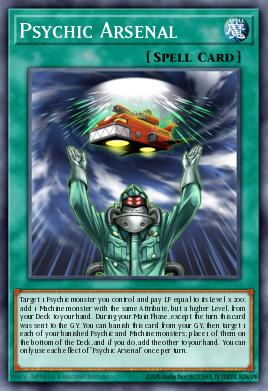 Psychic Arsenal
魔
[Spell Card]
Target 1 Psychic monster you control and pay LP equal to its level x 200,
add 1 Machine monster with the same Attribute, but a higher Level, from
your Deck to your hand. During your Main Phase, except the turn this card
was sent to the GY: You can banish this card from your GY, then target 1
each of your banished Psychic and Machine monsters; place 1 of them on
the bottom of the Deck, and if you do, add the other to your hand. You can
only use each effect of "Psychic Arsenal" once per turn.